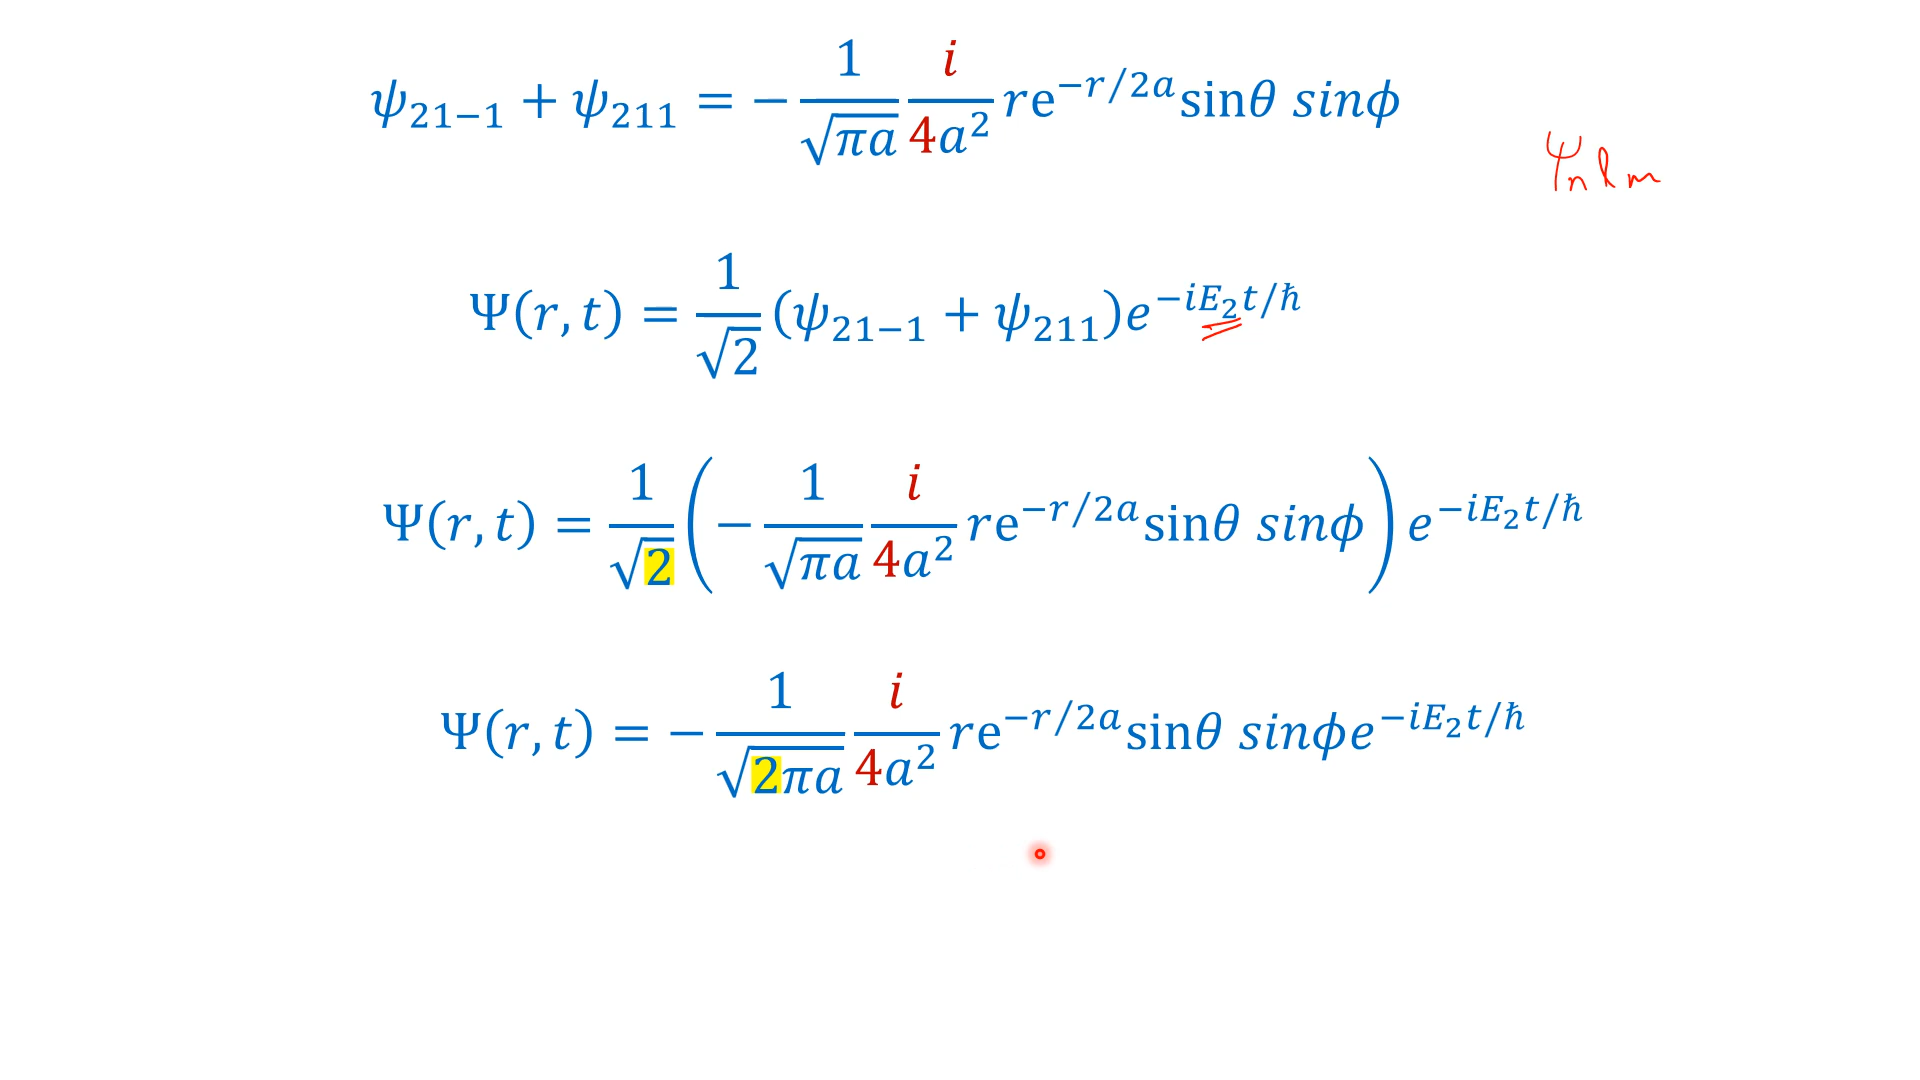 ψ₂₁₋₁ + ψ₂₁₁ = − 1/√(πa) i/4a² re^(−r/2a) sinθ sinϕ
ψ n l m
Ψ(r, t) = 1/√2 (ψ₂₁₋₁ + ψ₂₁₁)e^(−iE₂t/ħ)
Ψ(r, t) = 1/√2 (− 1/√(πa) i/4a² re^(−r/2a) sinθ sinϕ) e^(−iE₂t/ħ)
Ψ(r, t) = − 1/√(2πa) i/4a² re^(−r/2a) sinθ sinϕe^(−iE₂t/ħ)